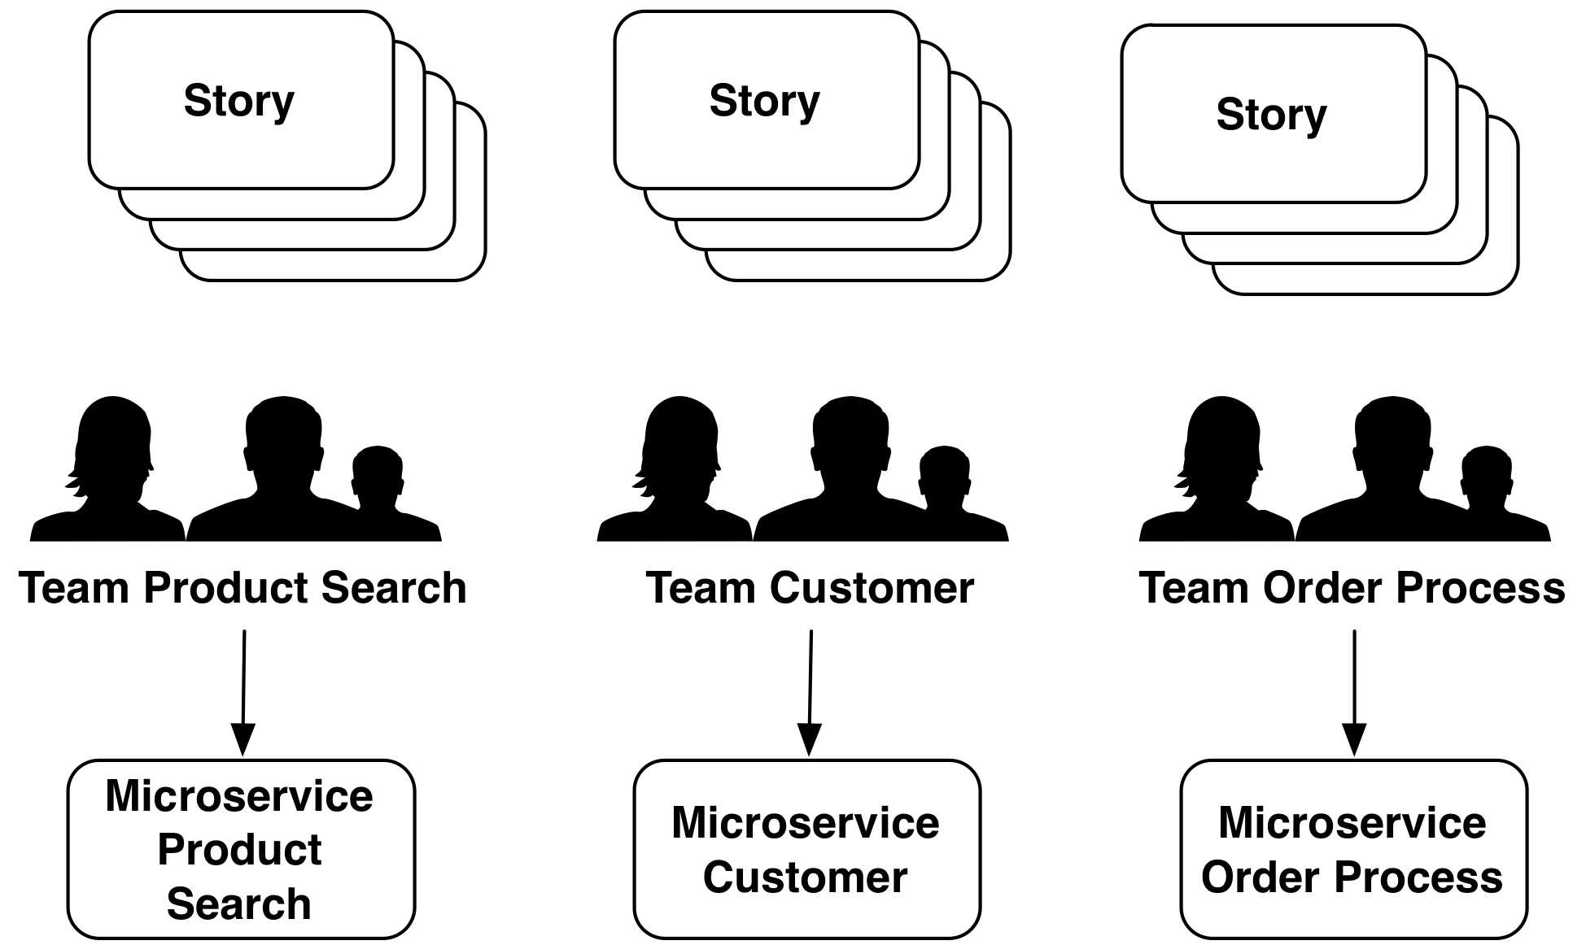 Story
Story
Story
Team Product Search
Team Customer
Team Order Process
Microservice
Product
Search
Microservice
Customer
Microservice
Order Process